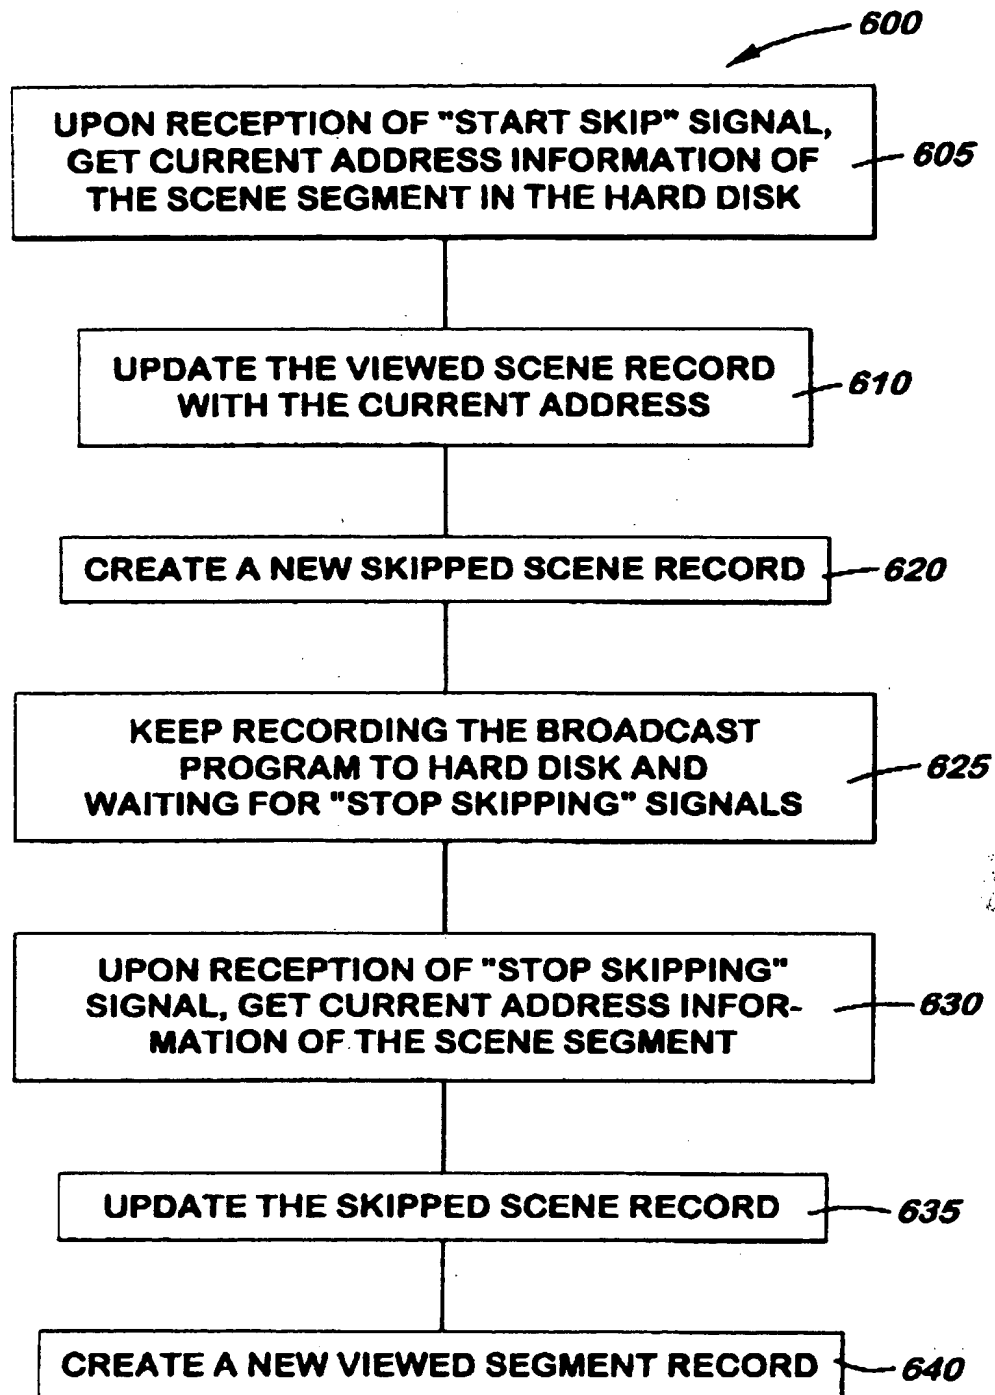 600
UPON RECEPTION OF "START SKIP" SIGNAL,
GET CURRENT ADDRESS INFORMATION OF
THE SCENE SEGMENT IN THE HARD DISK
605
UPDATE THE VIEWED SCENE RECORD
WITH THE CURRENT ADDRESS
610
CREATE A NEW SKIPPED SCENE RECORD
620
KEEP RECORDING THE BROADCAST
PROGRAM TO HARD DISK AND
WAITING FOR "STOP SKIPPING" SIGNALS
625
UPON RECEPTION OF "STOP SKIPPING"
SIGNAL, GET CURRENT ADDRESS INFOR-
MATION OF THE SCENE SEGMENT
630
UPDATE THE SKIPPED SCENE RECORD
635
CREATE A NEW VIEWED SEGMENT RECORD
640